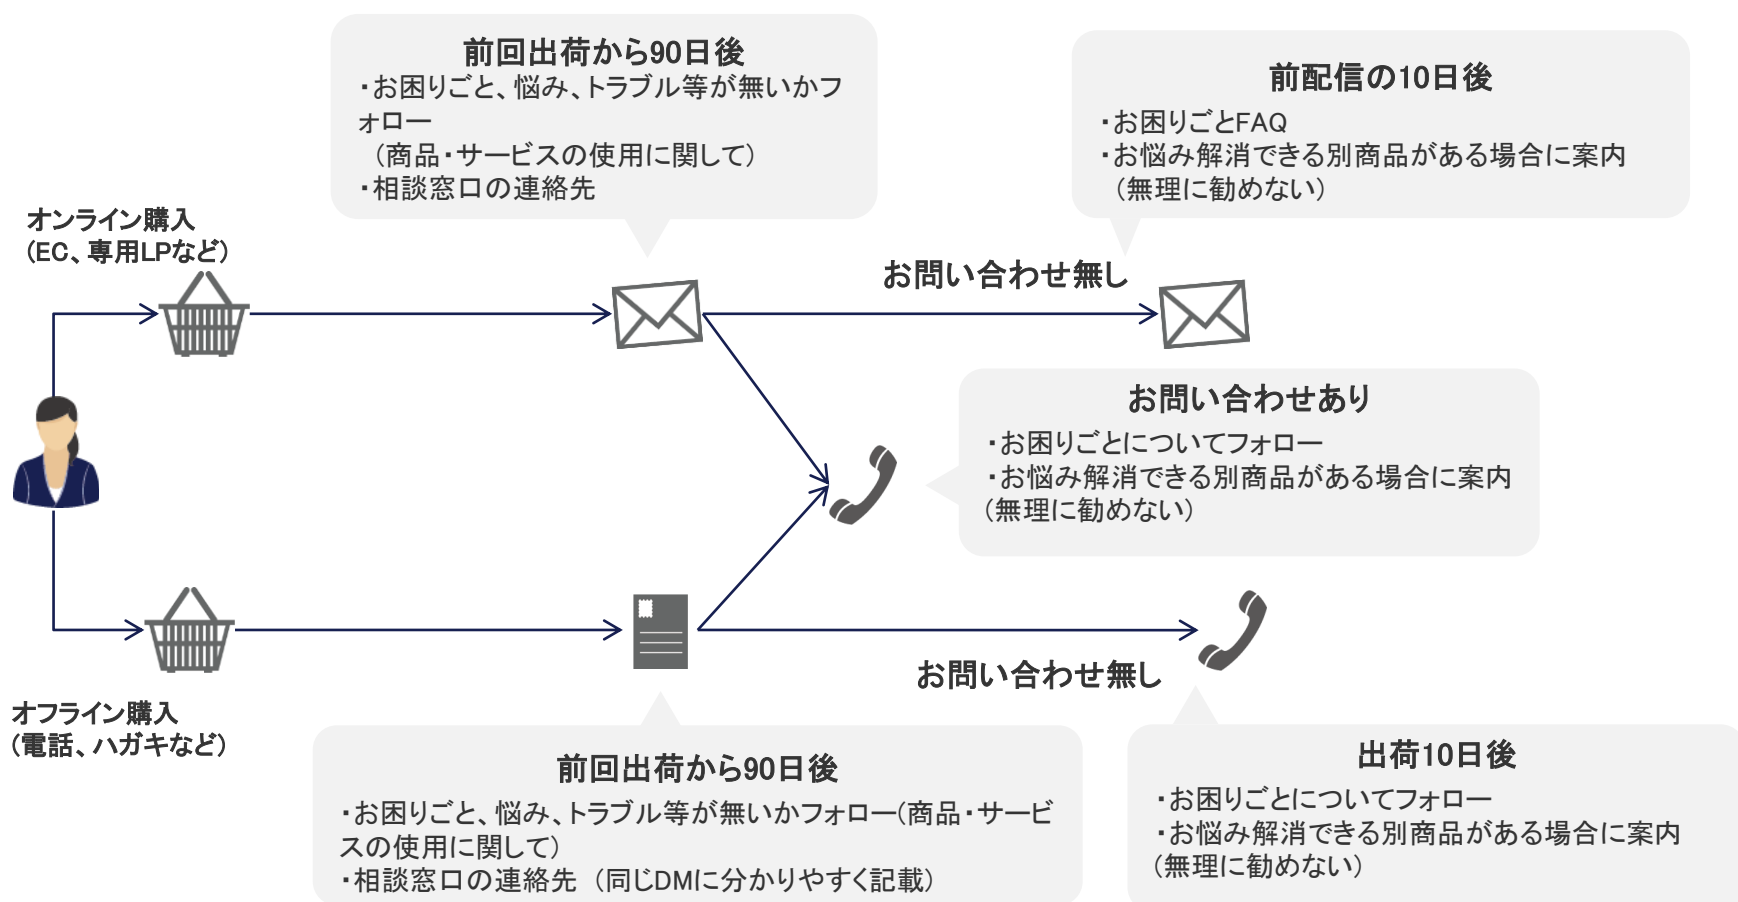 前回出荷から90日後
・お困りごと、悩み、トラブル等が無いかフ
ォロー
（商品・サービスの使用に関して）
・相談窓口の連絡先
前配信の10日後
・お困りごとFAQ
・お悩み解消できる別商品がある場合に案内
（無理に勧めない）
オンライン購入
(EC、専用LPなど)
お問い合わせ無し
お問い合わせあり
・お困りごとについてフォロー
・お悩み解消できる別商品がある場合に案内
(無理に勧めない)
お問い合わせ無し
オフライン購入
(電話、ハガキなど)
前回出荷から90日後
・お困りごと、悩み、トラブル等が無いかフォロー(商品・サービ
スの使用に関して)
・相談窓口の連絡先 （同じDMに分かりやすく記載）
出荷10日後
・お困りごとについてフォロー
・お悩み解消できる別商品がある場合に案内
(無理に勧めない)